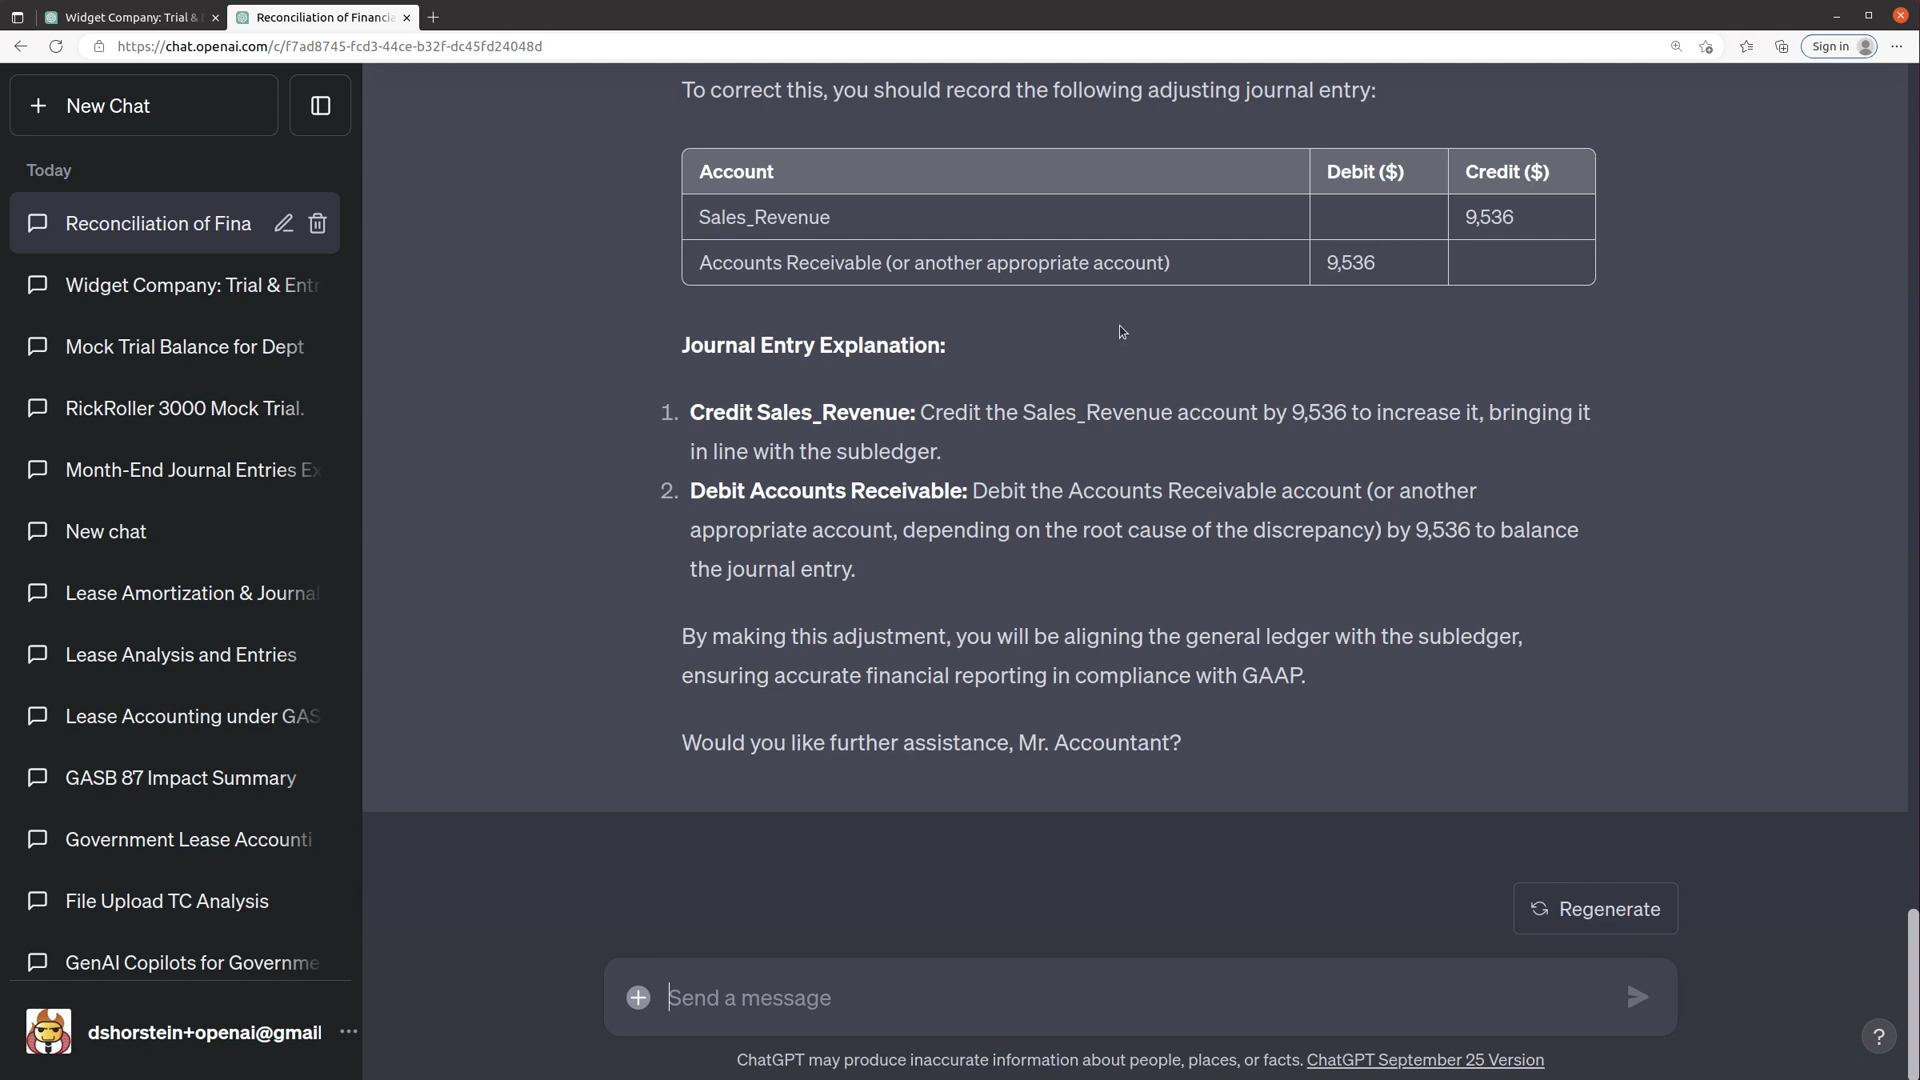 Widget Company: Trial &
Reconciliation of Financia
https://chat.openai.com/c/f7ad8745-fcd3-44ce-b32f-dc45fd24048d
Sign in
New Chat
Today
Reconciliation of Fina
Widget Company: Trial & Entr
Mock Trial Balance for Dept
RickRoller 3000 Mock Trial.
Month-End Journal Entries Ex
New chat
Lease Amortization & Journal
Lease Analysis and Entries
Lease Accounting under GAS
GASB 87 Impact Summary
Government Lease Accounti
File Upload TC Analysis
GenAI Copilots for Governme
dshorstein+openai@gmail
To correct this, you should record the following adjusting journal entry:
Account Debit ($) Credit ($)
Sales_Revenue 9,536
Accounts Receivable (or another appropriate account) 9,536
Journal Entry Explanation:
1. Credit Sales_Revenue: Credit the Sales_Revenue account by 9,536 to increase it, bringing it
in line with the subledger.
2. Debit Accounts Receivable: Debit the Accounts Receivable account (or another
appropriate account, depending on the root cause of the discrepancy) by 9,536 to balance
the journal entry.
By making this adjustment, you will be aligning the general ledger with the subledger,
ensuring accurate financial reporting in compliance with GAAP.
Would you like further assistance, Mr. Accountant?
Regenerate
Send a message
?
ChatGPT may produce inaccurate information about people, places, or facts. ChatGPT September 25 Version